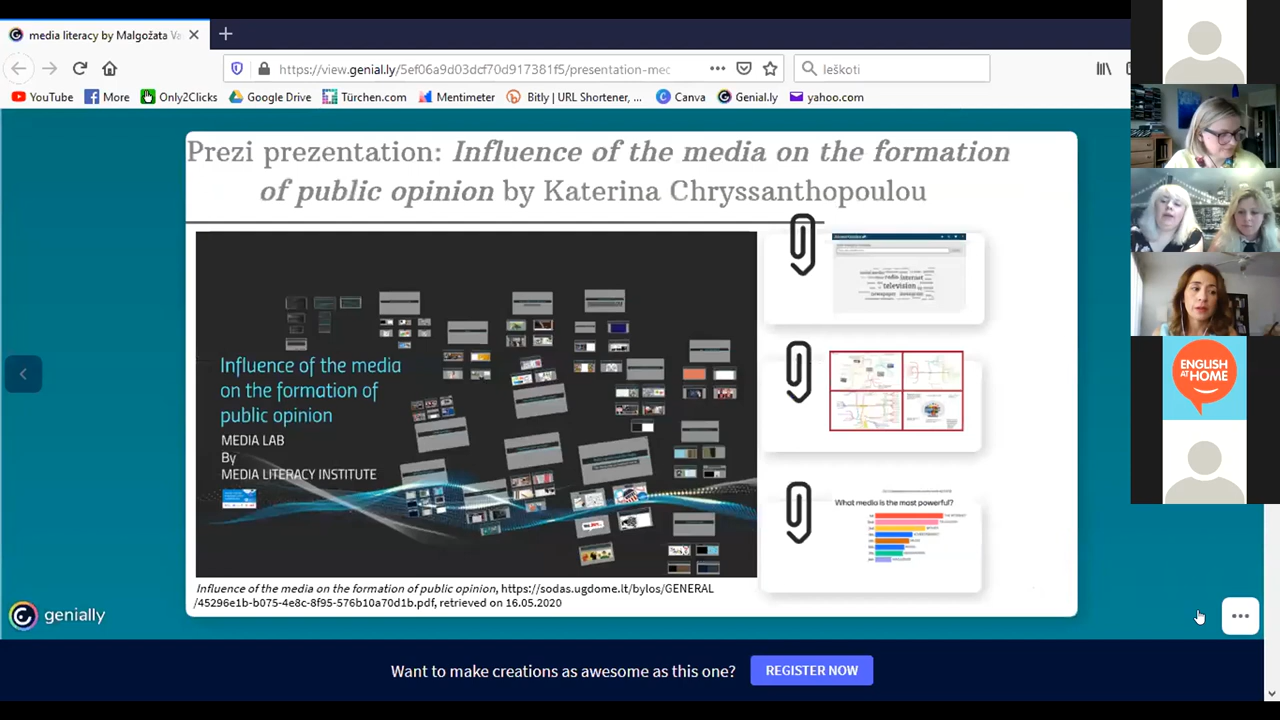 media literacy by Malgožata Va
https://view.genial.ly/5ef06a9d03dcf70d917381f5/presentation-mec
Ieškoti
YouTube
More
Only2Clicks
Google Drive
Türchen.com
Mentimeter
Bitly | URL Shortener, ...
Canva
Genial.ly
yahoo.com
Prezi prezentation: Influence of the media on the formation
of public opinion by Katerina Chryssanthopoulou
Influence of the media
on the formation of
public opinion
MEDIA LAB
By
MEDIA LITERACY INSTITUTE
internet
television
newspaper
What media is the most powerful?
Influence of the media on the formation of public opinion, https://sodas.ugdome.lt/bylos/GENERAL
/45296e1b-b075-4e8c-8f95-576b10a70d1b.pdf, retrieved on 16.05.2020
genially
Want to make creations as awesome as this one?
REGISTER NOW
ENGLISH
AT HOME